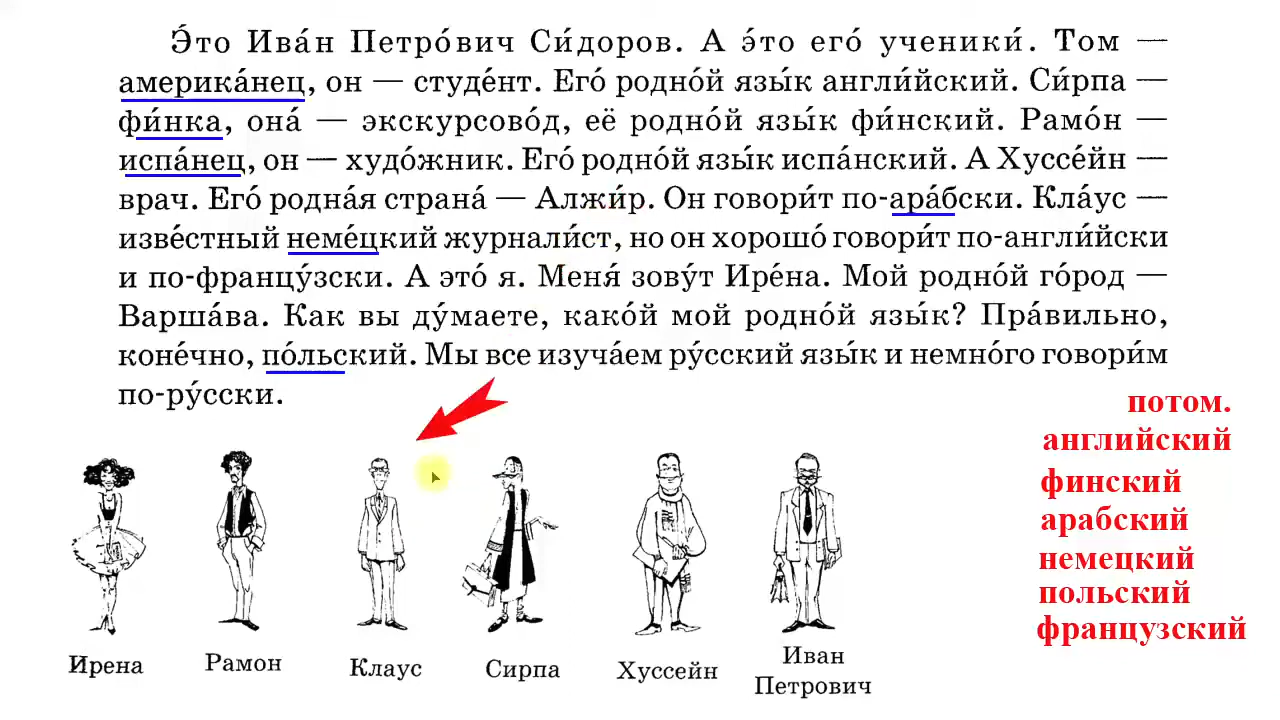 Э́то Ива́н Петро́вич Си́доров. А э́то его́ ученики́. Том —
америка́нец, он — студе́нт. Его́ родно́й язы́к англи́йский. Си́рпа —
фи́нка, она́ — экскурсово́д, её родно́й язы́к фи́нский. Рамо́н —
испа́нец, он — худо́жник. Его́ родно́й язы́к испа́нский. А Хуссе́йн —
врач. Его́ родна́я страна́ — Алжи́р. Он говори́т по-ара́бски. Кла́ус —
изве́стный неме́цкий журнали́ст, но он хорошо́ говори́т по-англи́йски
и по-францу́зски. А это́ я. Меня́ зову́т Ире́на. Мой родно́й го́род —
Варша́ва. Как вы ду́маете, како́й мой родно́й язы́к? Пра́вильно,
коне́чно, по́льский. Мы все изуча́ем ру́сский язы́к и немно́го говори́м
по-ру́сски.
потом.
английский
финский
арабский
немецкий
польский
французский
Ирена
Рамон
Клаус
Сирпа
Хуссейн
Иван
Петрович